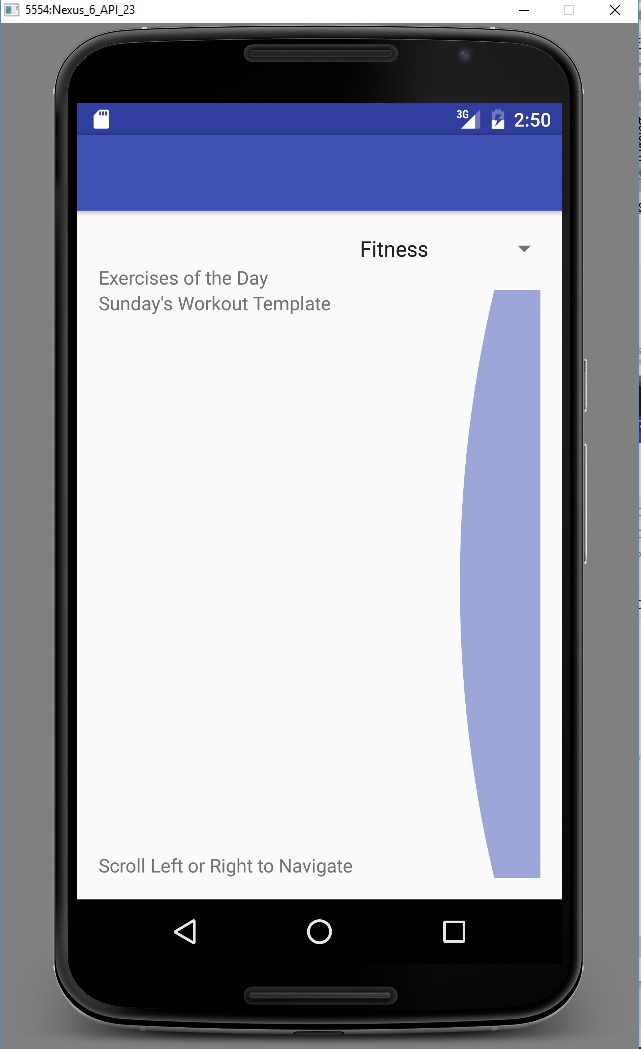 5554:Nexus_6_API_23
3G 2:50
Fitness
Exercises of the Day
Sunday's Workout Template
Scroll Left or Right to Navigate